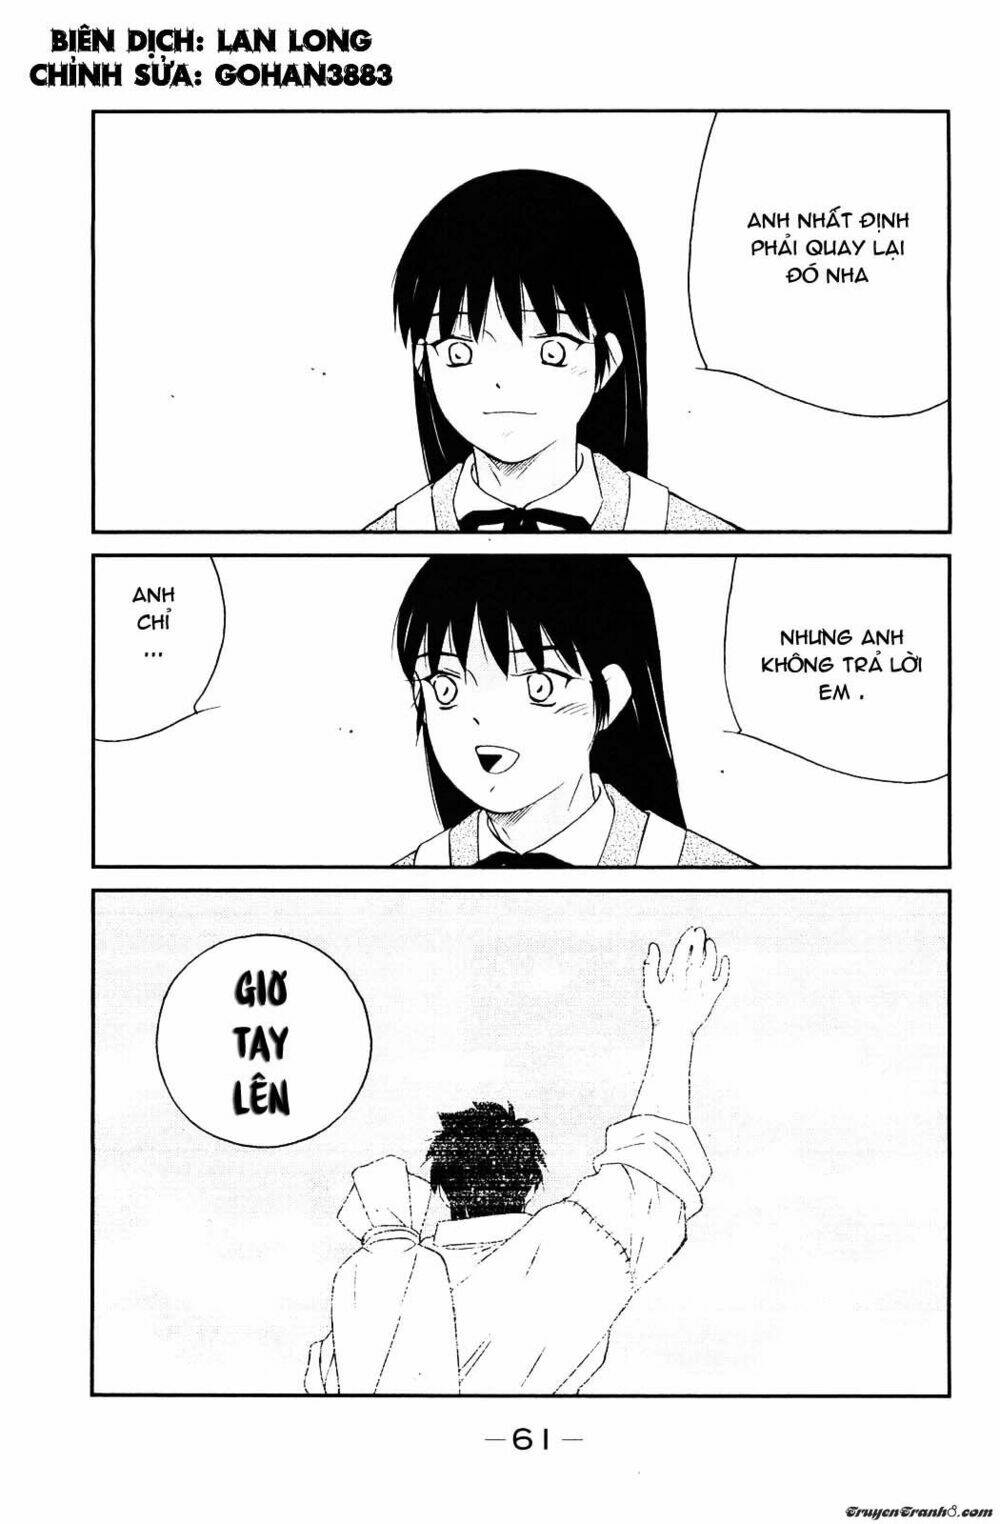 BIÊN DỊCH: LAN LONG
CHỈNH SỬA: GOHAN3883
ANH NHẤT ĐỊNH
PHẢI QUAY LẠI
ĐÓ NHA
NHƯNG ANH
KHÔNG TRẢ LỜI
EM .
ANH
CHỈ
...
GIƠ
TAY
LÊN
—61—
TruyenTranh8.com